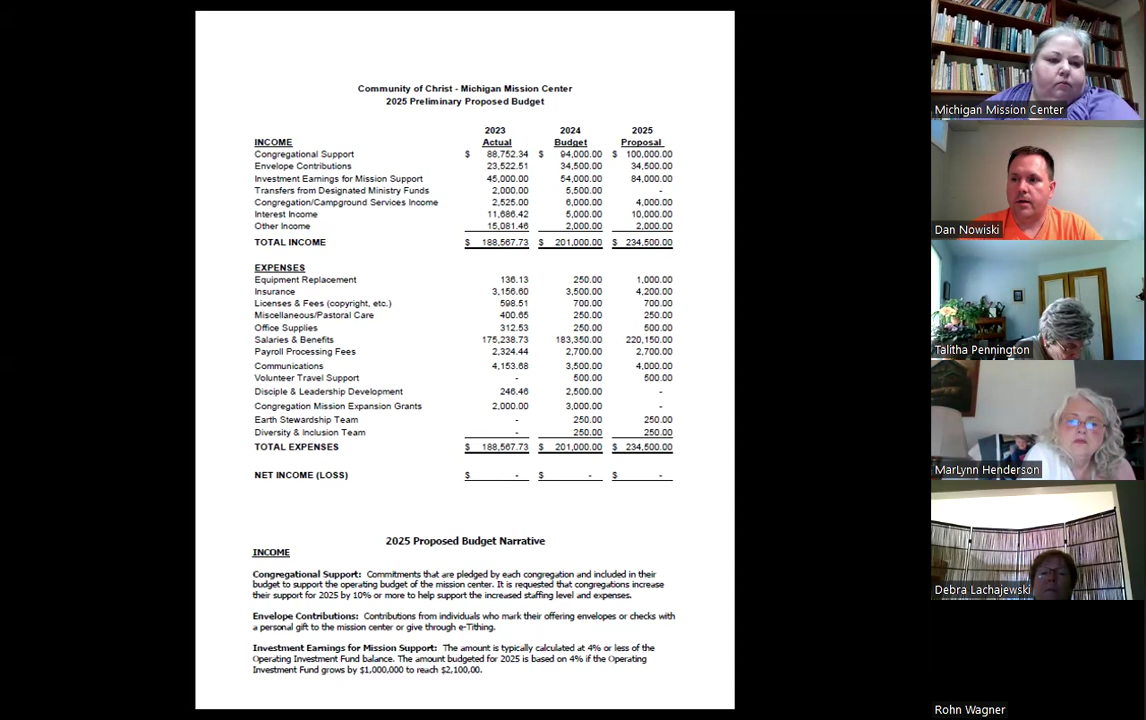 Community of Christ - Michigan Mission Center
2025 Preliminary Proposed Budget
2023 2024 2025
INCOME Actual Budget Proposal
Congregational Support $ 88,752.34 $ 94,000.00 $ 100,000.00
Envelope Contributions 23,522.51 34,500.00 34,500.00
Investment Earnings for Mission Support 45,000.00 54,000.00 84,000.00
Transfers from Designated Ministry Funds 2,000.00 5,500.00 -
Congregation/Campground Services Income 2,525.00 6,000.00 4,000.00
Interest Income 11,686.42 5,000.00 10,000.00
Other Income 15,081.46 2,000.00 2,000.00
TOTAL INCOME $ 188,567.73 $ 201,000.00 $ 234,500.00
EXPENSES
Equipment Replacement 136.13 250.00 1,000.00
Insurance 3,156.60 3,500.00 4,200.00
Licenses & Fees (copyright, etc.) 598.51 700.00 700.00
Miscellaneous/Pastoral Care 400.65 250.00 250.00
Office Supplies 312.53 250.00 500.00
Salaries & Benefits 175,238.73 183,350.00 220,150.00
Payroll Processing Fees 2,324.44 2,700.00 2,700.00
Communications 4,153.68 3,500.00 4,000.00
Volunteer Travel Support - 500.00 500.00
Disciple & Leadership Development 246.46 2,500.00 -
Congregation Mission Expansion Grants 2,000.00 3,000.00 -
Earth Stewardship Team - 250.00 250.00
Diversity & Inclusion Team - 250.00 250.00
TOTAL EXPENSES $ 188,567.73 $ 201,000.00 $ 234,500.00
NET INCOME (LOSS) $ - $ - $ -
2025 Proposed Budget Narrative
INCOME
Congregational Support: Commitments that are pledged by each congregation and included in their
budget to support the operating budget of the mission center. It is requested that congregations increase
their support for 2025 by 10% or more to help support the increased staffing level and expenses.
Envelope Contributions: Contributions from individuals who mark their offering envelopes or checks with
a personal gift to the mission center or give through e-Tithing.
Investment Earnings for Mission Support: The amount is typically calculated at 4% or less of the
Operating Investment Fund balance. The amount budgeted for 2025 is based on 4% if the Operating
Investment Fund grows by $1,000,000 to reach $2,100,00.
Michigan Mission Center
Dan Nowiski
Talitha Pennington
MarLynn Henderson
Debra Lachajewski
Rohn Wagner